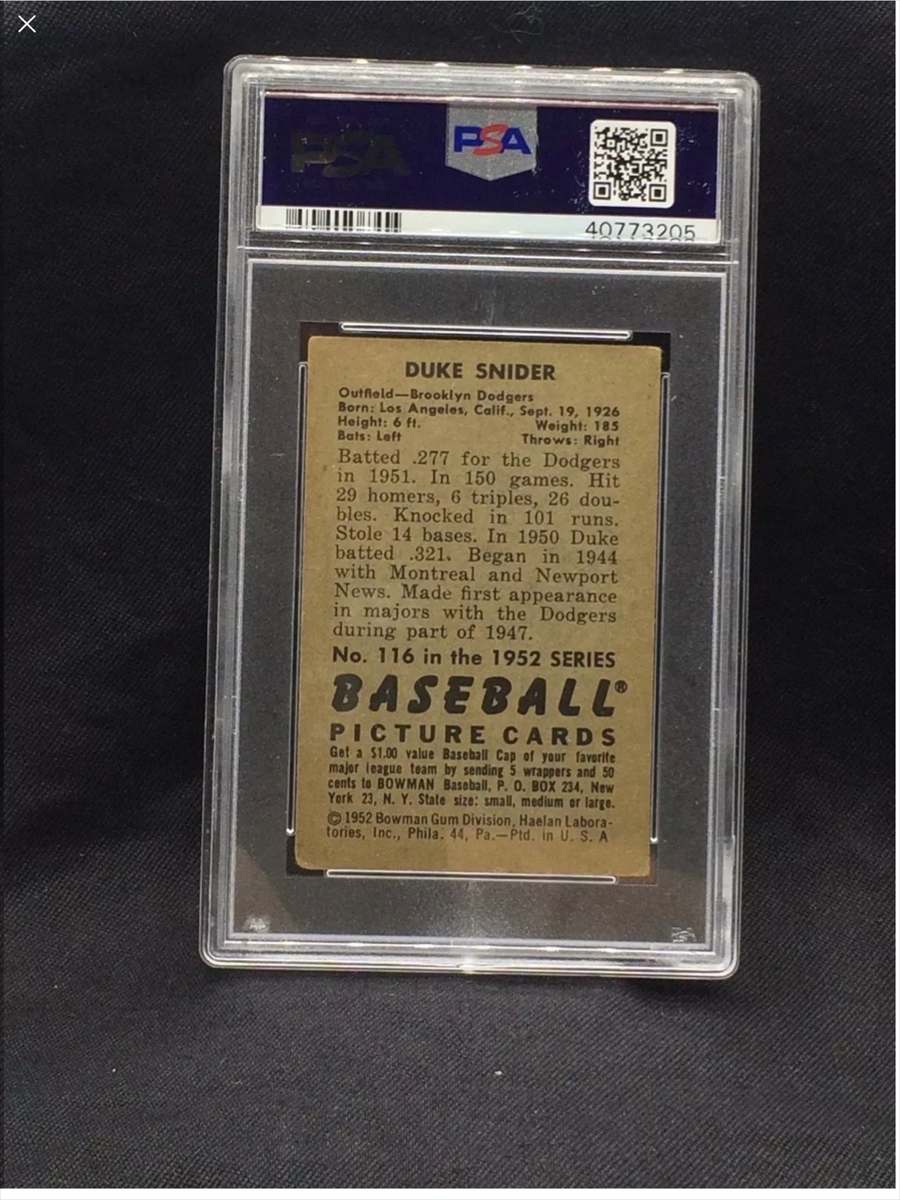 PSA
PSA
40773205
DUKE SNIDER
Outfield—Brooklyn Dodgers
Born: Los Angeles, Calif., Sept. 19, 1926
Height: 6 ft. Weight: 185
Bats: Left Throws: Right
Batted .277 for the Dodgers
in 1951. In 150 games. Hit
29 homers, 6 triples, 26 dou-
bles. Knocked in 101 runs.
Stole 14 bases. In 1950 Duke
batted .321. Began in 1944
with Montreal and Newport
News. Made first appearance
in majors with the Dodgers
during part of 1947.
No. 116 in the 1952 SERIES
BASEBALL®
PICTURE CARDS
Get a $1.00 value Baseball Cap of your favorite
major league team by sending 5 wrappers and 50
cents to BOWMAN Baseball, P. O. BOX 234, New
York 23, N. Y. State size: small, medium or large.
© 1952 Bowman Gum Division, Haelan Labora-
tories, Inc., Phila. 44, Pa.—Ptd. in U. S. A